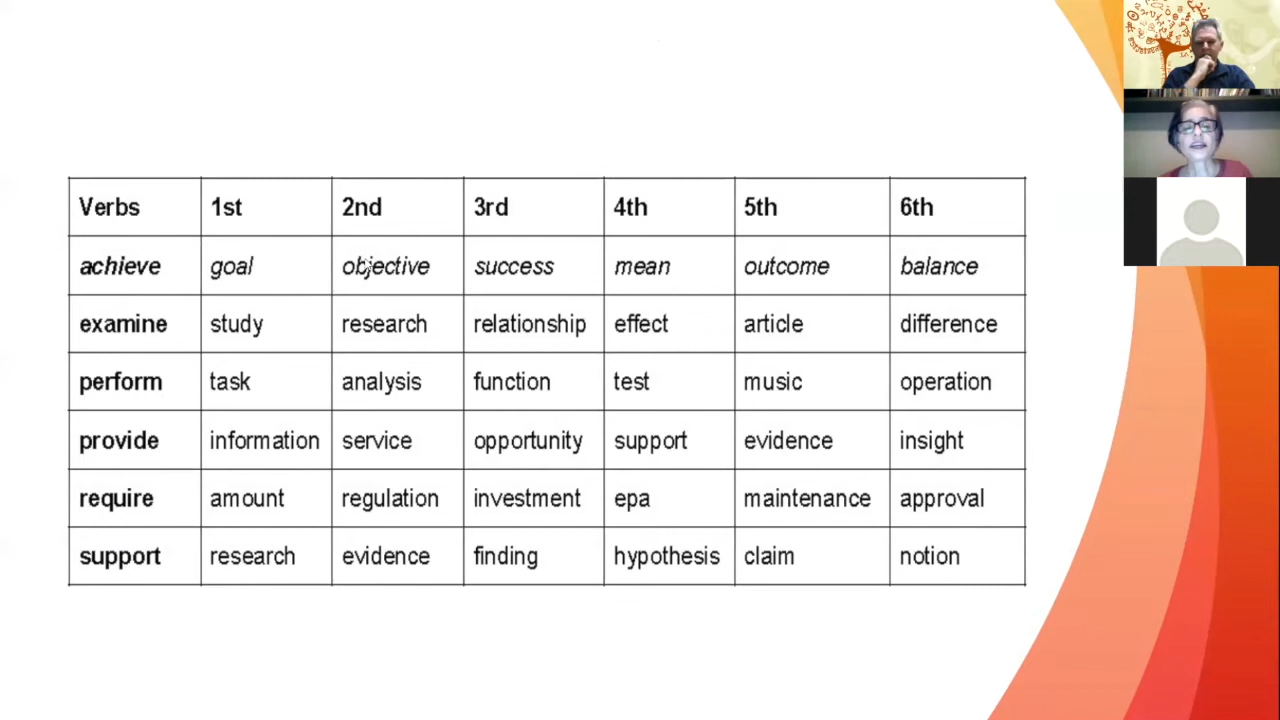 Verbs 1st 2nd 3rd 4th 5th 6th
achieve goal objective success mean outcome balance
examine study research relationship effect article difference
perform task analysis function test music operation
provide information service opportunity support evidence insight
require amount regulation investment epa maintenance approval
support research evidence finding hypothesis claim notion